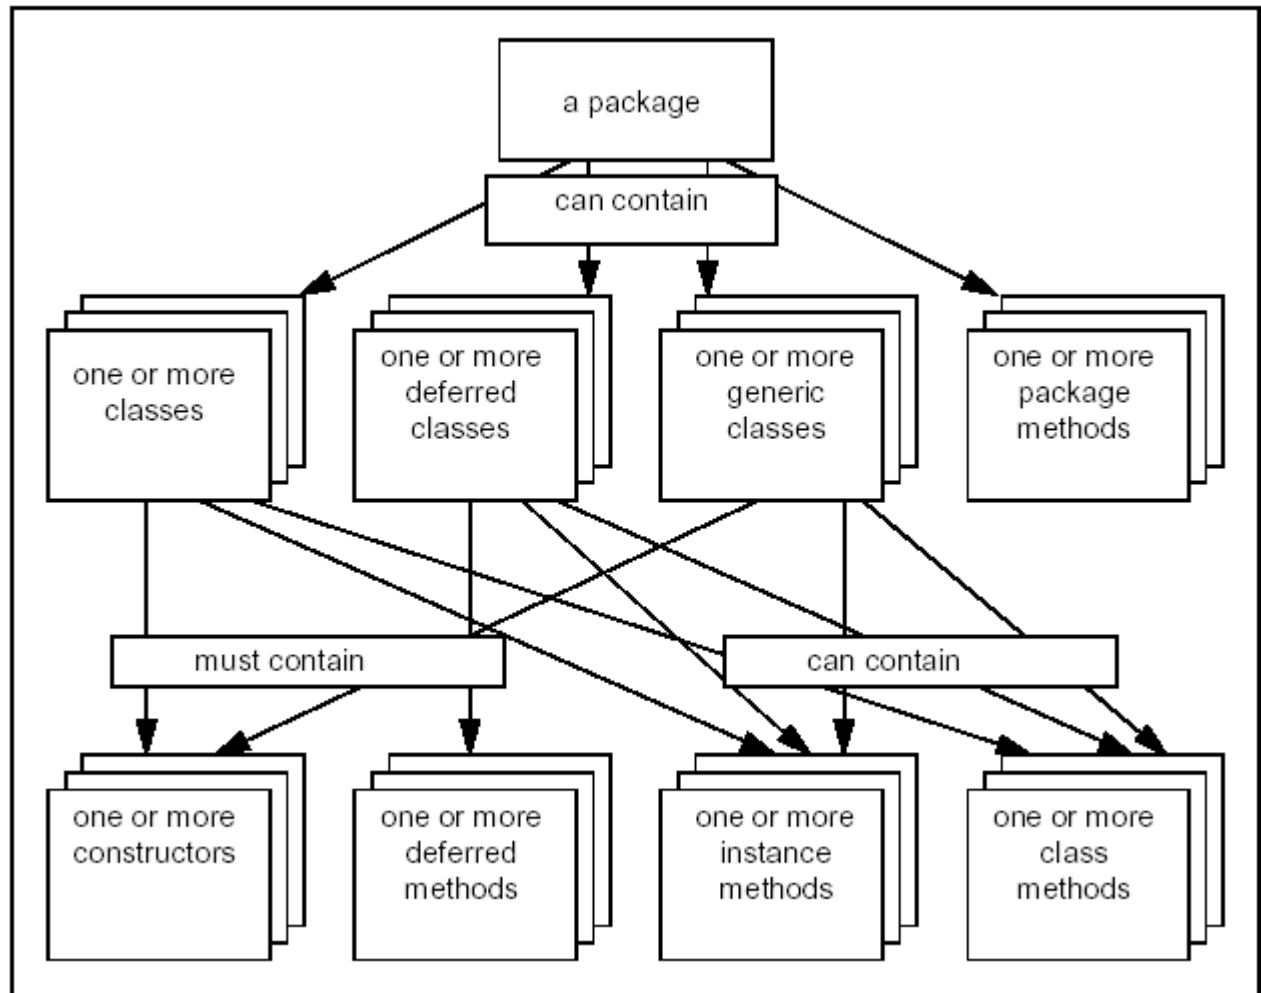 a package
can contain
one or more
classes
one or more
deferred
classes
one or more
generic
classes
one or more
package
methods
must contain
can contain
one or more
constructors
one or more
deferred
methods
one or more
instance
methods
one or more
class
methods